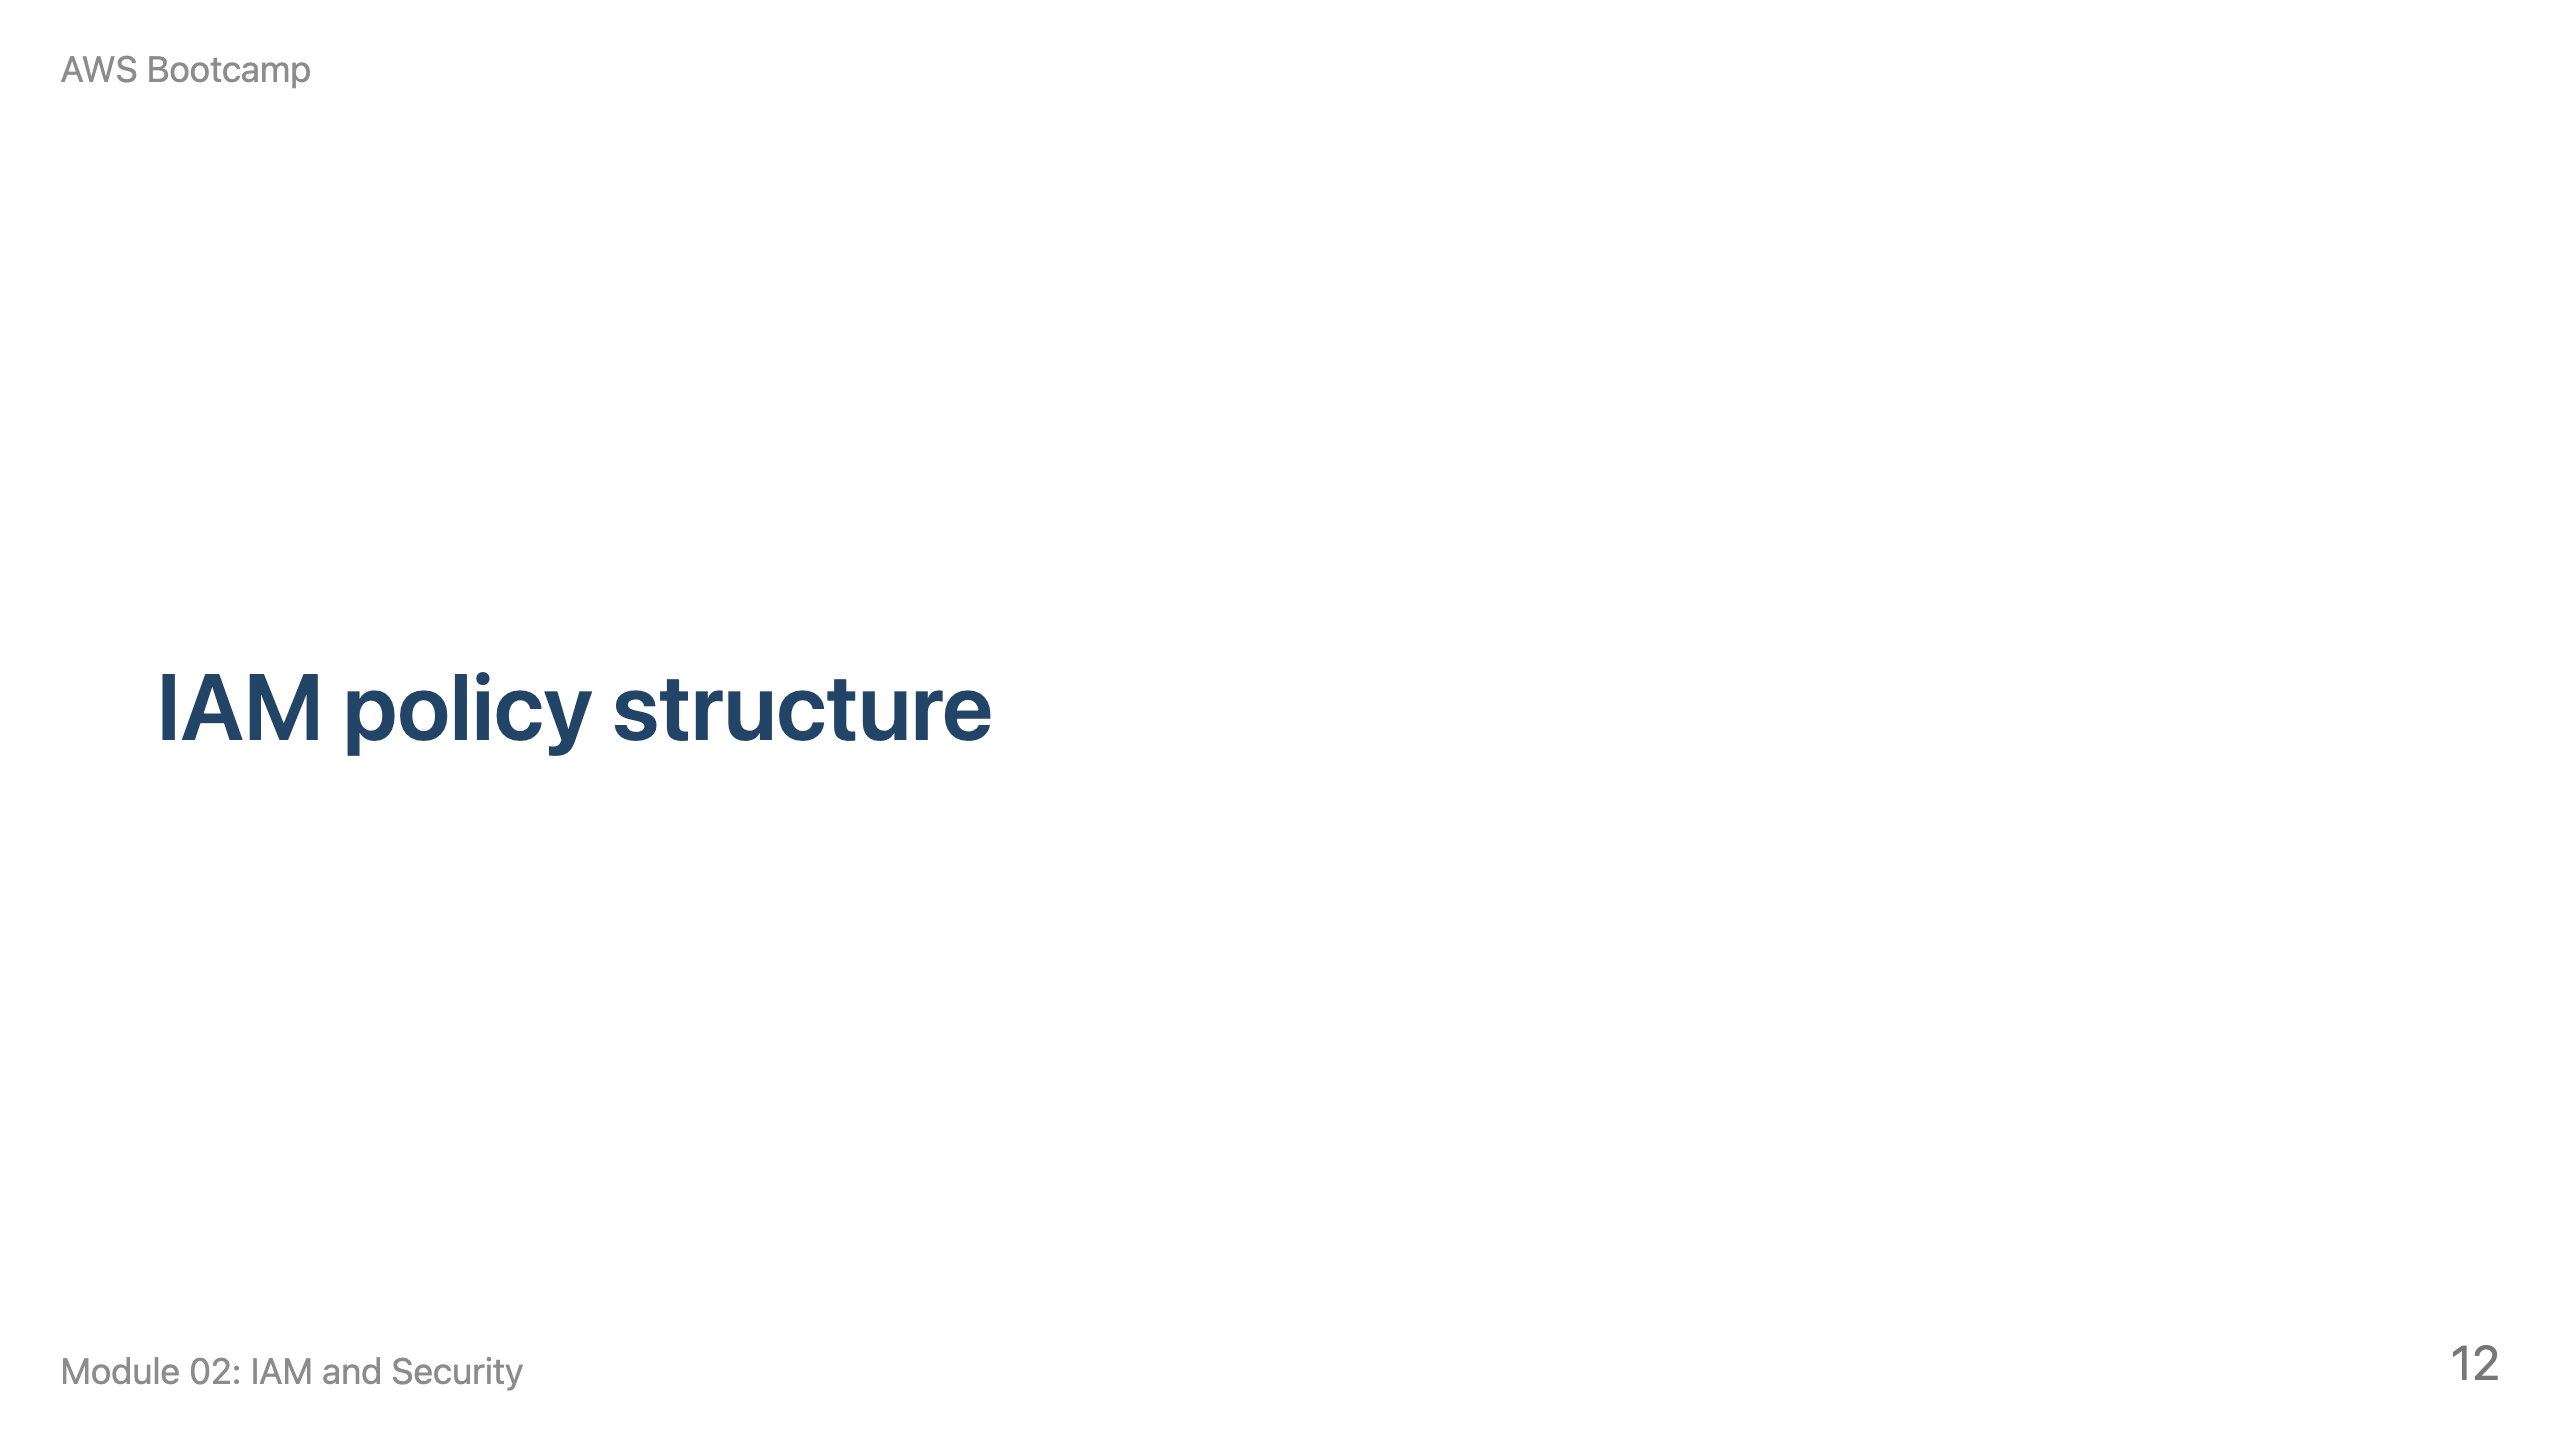 AWS Bootcamp
IAM policy structure
Module 02: IAM and Security
12